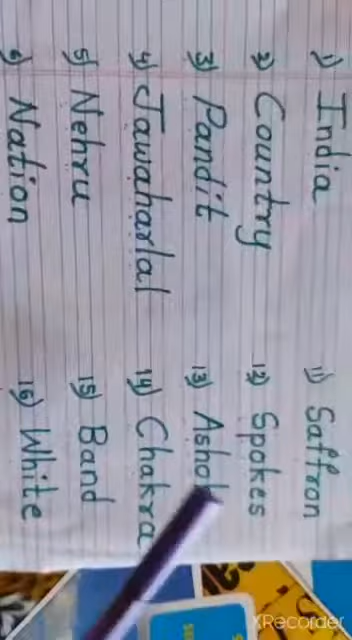 1) India 11) Saffron
2) Country 12) Spokes
3) Pandit 13) Ashok
4) Jawaharlal 14) Chakra
5) Nehru 15) Band
6) Nation 16) White
XRecorder